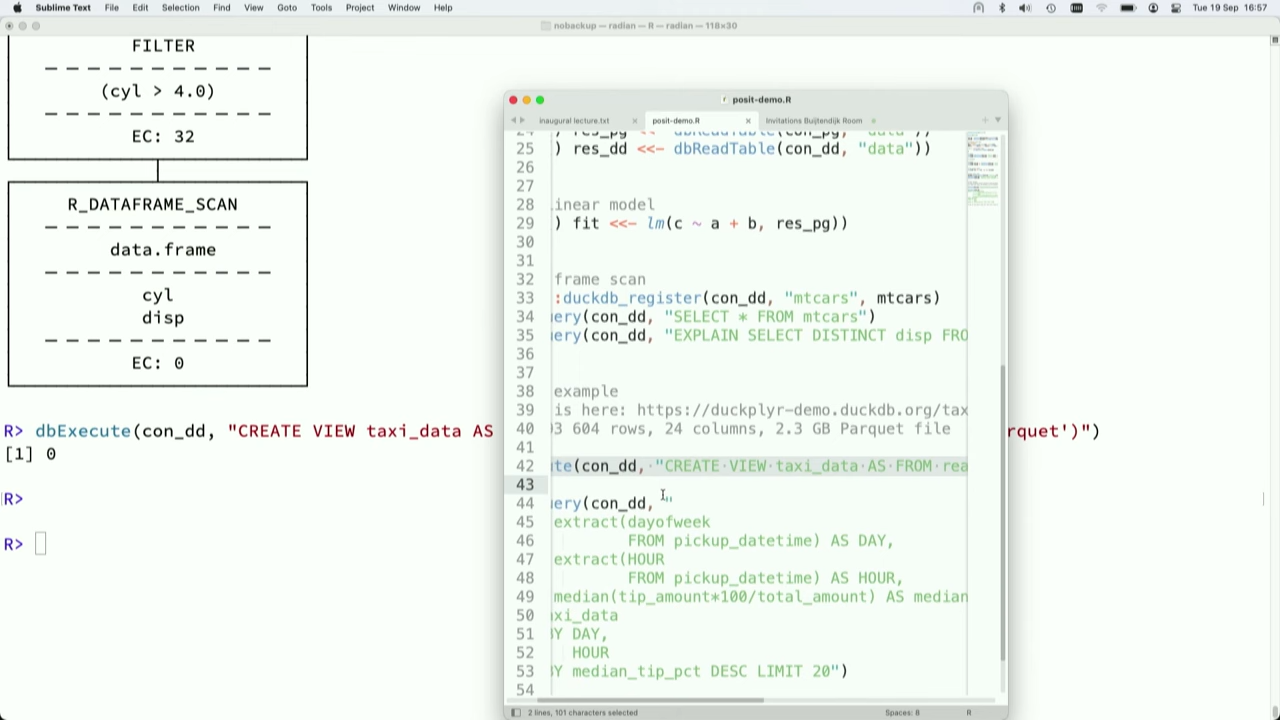 Sublime Text File Edit Selection Find View Goto Tools Project Window Help Tue 19 Sep 16:57
nobackup — radian — R — radian — 118×30
FILTER
(cyl > 4.0)
EC: 32
R_DATAFRAME_SCAN
data.frame
cyl
disp
EC: 0
R> dbExecute(con_dd, "CREATE VIEW taxi_data AS rquet')")
[1] 0
R>
R>
posit-demo.R
inaugural lecture.txt posit-demo.R Invitations Buijtendijk Room
24 ) res_pg <<- dbReadTable(con_pg, "data"))
25 ) res_dd <<- dbReadTable(con_dd, "data"))
26
27
28 inear model
29 ) fit <<- lm(c ~ a + b, res_pg))
30
31
32 frame scan
33 :duckdb_register(con_dd, "mtcars", mtcars)
34 ery(con_dd, "SELECT * FROM mtcars")
35 ery(con_dd, "EXPLAIN SELECT DISTINCT disp FRO
36
37
38 example
39 is here: https://duckplyr-demo.duckdb.org/tax
40 3 604 rows, 24 columns, 2.3 GB Parquet file
41
42 te(con_dd, "CREATE VIEW taxi_data AS FROM rea
43
44 ery(con_dd, "
45 extract(dayofweek
46 FROM pickup_datetime) AS DAY,
47 extract(HOUR
48 FROM pickup_datetime) AS HOUR,
49 median(tip_amount*100/total_amount) AS median
50 xi_data
51 Y DAY,
52 HOUR
53 Y median_tip_pct DESC LIMIT 20")
54
2 lines, 101 characters selected Spaces: 8 R